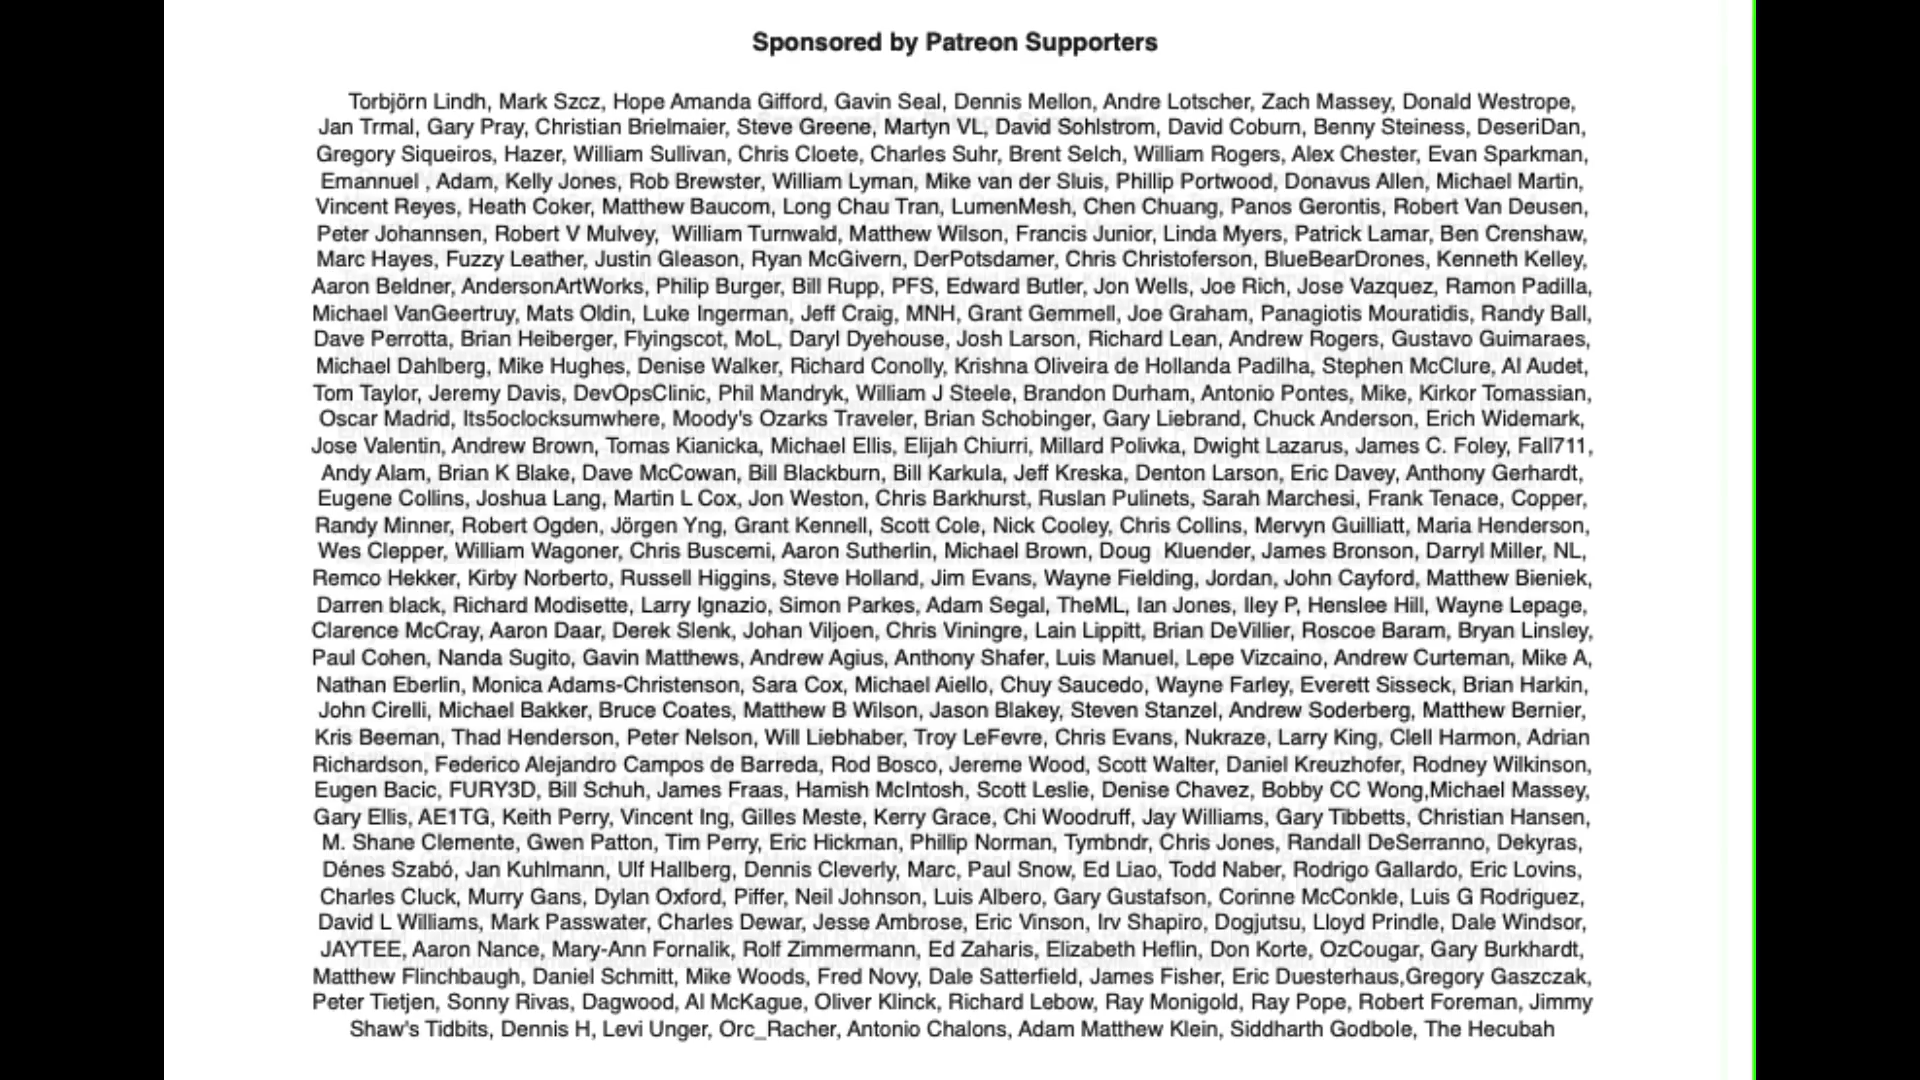 Sponsored by Patreon Supporters
Torbjörn Lindh, Mark Szcz, Hope Amanda Gifford, Gavin Seal, Dennis Mellon, Andre Lotscher, Zach Massey, Donald Westrope,
Jan Trmal, Gary Pray, Christian Brielmaier, Steve Greene, Martyn VL, David Sohlstrom, David Coburn, Benny Steiness, DeseriDan,
Gregory Siqueiros, Hazer, William Sullivan, Chris Cloete, Charles Suhr, Brent Selch, William Rogers, Alex Chester, Evan Sparkman,
Emannuel , Adam, Kelly Jones, Rob Brewster, William Lyman, Mike van der Sluis, Phillip Portwood, Donavus Allen, Michael Martin,
Vincent Reyes, Heath Coker, Matthew Baucom, Long Chau Tran, LumenMesh, Chen Chuang, Panos Gerontis, Robert Van Deusen,
Peter Johannsen, Robert V Mulvey,  William Turnwald, Matthew Wilson, Francis Junior, Linda Myers, Patrick Lamar, Ben Crenshaw,
Marc Hayes, Fuzzy Leather, Justin Gleason, Ryan McGivern, DerPotsdamer, Chris Christoferson, BlueBearDrones, Kenneth Kelley,
Aaron Beldner, AndersonArtWorks, Philip Burger, Bill Rupp, PFS, Edward Butler, Jon Wells, Joe Rich, Jose Vazquez, Ramon Padilla,
Michael VanGeertruy, Mats Oldin, Luke Ingerman, Jeff Craig, MNH, Grant Gemmell, Joe Graham, Panagiotis Mouratidis, Randy Ball,
Dave Perrotta, Brian Heiberger, Flyingscot, MoL, Daryl Dyehouse, Josh Larson, Richard Lean, Andrew Rogers, Gustavo Guimaraes,
Michael Dahlberg, Mike Hughes, Denise Walker, Richard Conolly, Krishna Oliveira de Hollanda Padilha, Stephen McClure, Al Audet,
Tom Taylor, Jeremy Davis, DevOpsClinic, Phil Mandryk, William J Steele, Brandon Durham, Antonio Pontes, Mike, Kirkor Tomassian,
Oscar Madrid, Its5oclocksumwhere, Moody's Ozarks Traveler, Brian Schobinger, Gary Liebrand, Chuck Anderson, Erich Widemark,
Jose Valentin, Andrew Brown, Tomas Kianicka, Michael Ellis, Elijah Chiurri, Millard Polivka, Dwight Lazarus, James C. Foley, Fall711,
Andy Alam, Brian K Blake, Dave McCowan, Bill Blackburn, Bill Karkula, Jeff Kreska, Denton Larson, Eric Davey, Anthony Gerhardt,
Eugene Collins, Joshua Lang, Martin L Cox, Jon Weston, Chris Barkhurst, Ruslan Pulinets, Sarah Marchesi, Frank Tenace, Copper,
Randy Minner, Robert Ogden, Jörgen Yng, Grant Kennell, Scott Cole, Nick Cooley, Chris Collins, Mervyn Guilliatt, Maria Henderson,
Wes Clepper, William Wagoner, Chris Buscemi, Aaron Sutherlin, Michael Brown, Doug  Kluender, James Bronson, Darryl Miller, NL,
Remco Hekker, Kirby Norberto, Russell Higgins, Steve Holland, Jim Evans, Wayne Fielding, Jordan, John Cayford, Matthew Bieniek,
Darren black, Richard Modisette, Larry Ignazio, Simon Parkes, Adam Segal, TheML, Ian Jones, Iley P, Henslee Hill, Wayne Lepage,
Clarence McCray, Aaron Daar, Derek Slenk, Johan Viljoen, Chris Viningre, Lain Lippitt, Brian DeVillier, Roscoe Baram, Bryan Linsley,
Paul Cohen, Nanda Sugito, Gavin Matthews, Andrew Agius, Anthony Shafer, Luis Manuel, Lepe Vizcaino, Andrew Curteman, Mike A,
Nathan Eberlin, Monica Adams-Christenson, Sara Cox, Michael Aiello, Chuy Saucedo, Wayne Farley, Everett Sisseck, Brian Harkin,
John Cirelli, Michael Bakker, Bruce Coates, Matthew B Wilson, Jason Blakey, Steven Stanzel, Andrew Soderberg, Matthew Bernier,
Kris Beeman, Thad Henderson, Peter Nelson, Will Liebhaber, Troy LeFevre, Chris Evans, Nukraze, Larry King, Clell Harmon, Adrian
Richardson, Federico Alejandro Campos de Barreda, Rod Bosco, Jereme Wood, Scott Walter, Daniel Kreuzhofer, Rodney Wilkinson,
Eugen Bacic, FURY3D, Bill Schuh, James Fraas, Hamish McIntosh, Scott Leslie, Denise Chavez, Bobby CC Wong,Michael Massey,
Gary Ellis, AE1TG, Keith Perry, Vincent Ing, Gilles Meste, Kerry Grace, Chi Woodruff, Jay Williams, Gary Tibbetts, Christian Hansen,
M. Shane Clemente, Gwen Patton, Tim Perry, Eric Hickman, Phillip Norman, Tymbndr, Chris Jones, Randall DeSerranno, Dekyras,
Dénes Szabó, Jan Kuhlmann, Ulf Hallberg, Dennis Cleverly, Marc, Paul Snow, Ed Liao, Todd Naber, Rodrigo Gallardo, Eric Lovins,
Charles Cluck, Murry Gans, Dylan Oxford, Piffer, Neil Johnson, Luis Albero, Gary Gustafson, Corinne McConkle, Luis G Rodriguez,
David L Williams, Mark Passwater, Charles Dewar, Jesse Ambrose, Eric Vinson, Irv Shapiro, Dogjutsu, Lloyd Prindle, Dale Windsor,
JAYTEE, Aaron Nance, Mary-Ann Fornalik, Rolf Zimmermann, Ed Zaharis, Elizabeth Heflin, Don Korte, OzCougar, Gary Burkhardt,
Matthew Flinchbaugh, Daniel Schmitt, Mike Woods, Fred Novy, Dale Satterfield, James Fisher, Eric Duesterhaus,Gregory Gaszczak,
Peter Tietjen, Sonny Rivas, Dagwood, Al McKague, Oliver Klinck, Richard Lebow, Ray Monigold, Ray Pope, Robert Foreman, Jimmy
Shaw's Tidbits, Dennis H, Levi Unger, Orc_Racher, Antonio Chalons, Adam Matthew Klein, Siddharth Godbole, The Hecubah